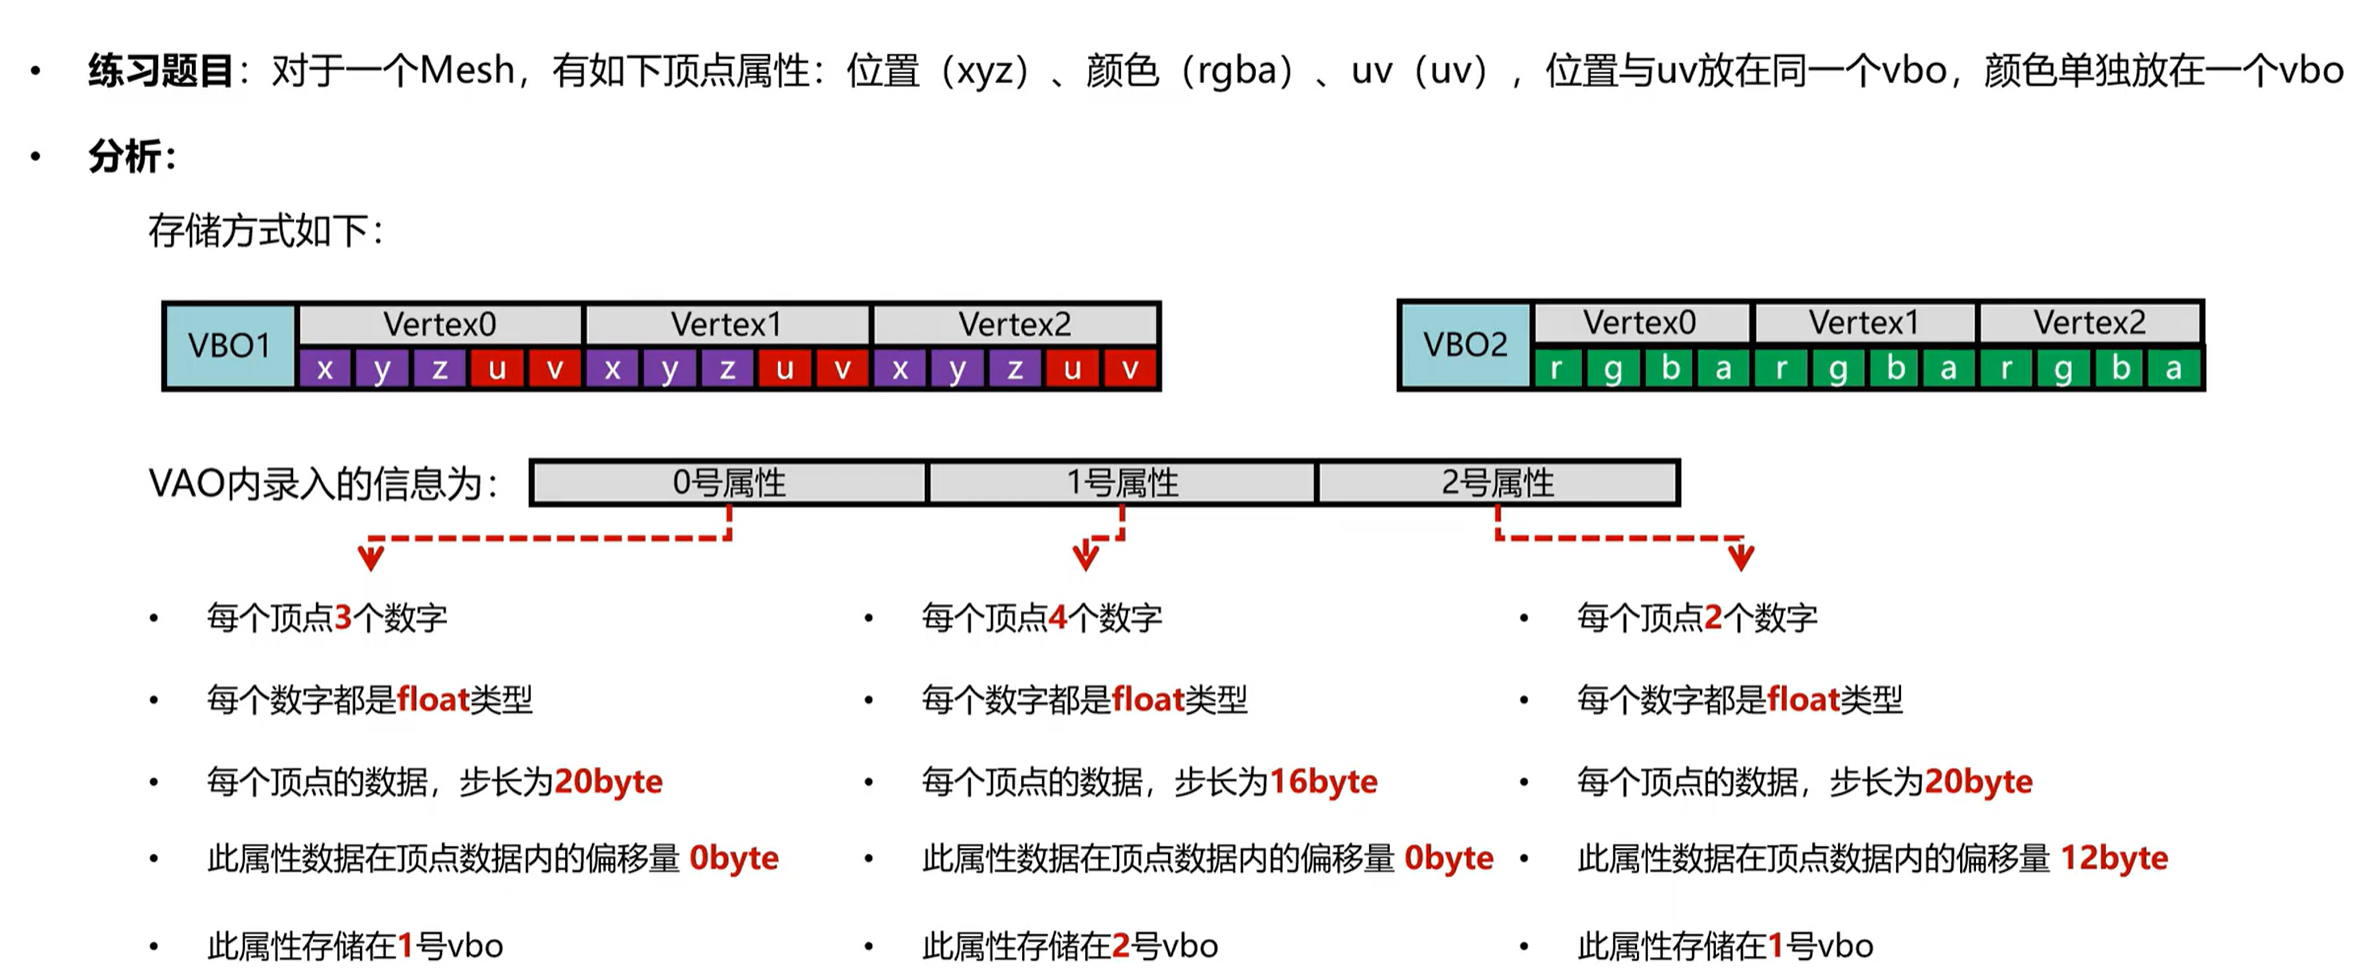 • 练习题目：对于一个Mesh，有如下顶点属性：位置（xyz）、颜色（rgba）、uv（uv），位置与uv放在同一个vbo，颜色单独放在一个vbo
• 分析：
存储方式如下：
VBO1 Vertex0 Vertex1 Vertex2
x y z u v x y z u v x y z u v
VBO2 Vertex0 Vertex1 Vertex2
r g b a r g b a r g b a
VAO内录入的信息为： 0号属性 1号属性 2号属性
• 每个顶点3个数字
• 每个数字都是float类型
• 每个顶点的数据，步长为20byte
• 此属性数据在顶点数据内的偏移量 0byte
• 此属性存储在1号vbo
• 每个顶点4个数字
• 每个数字都是float类型
• 每个顶点的数据，步长为16byte
• 此属性数据在顶点数据内的偏移量 0byte
• 此属性存储在2号vbo
• 每个顶点2个数字
• 每个数字都是float类型
• 每个顶点的数据，步长为20byte
• 此属性数据在顶点数据内的偏移量 12byte
• 此属性存储在1号vbo